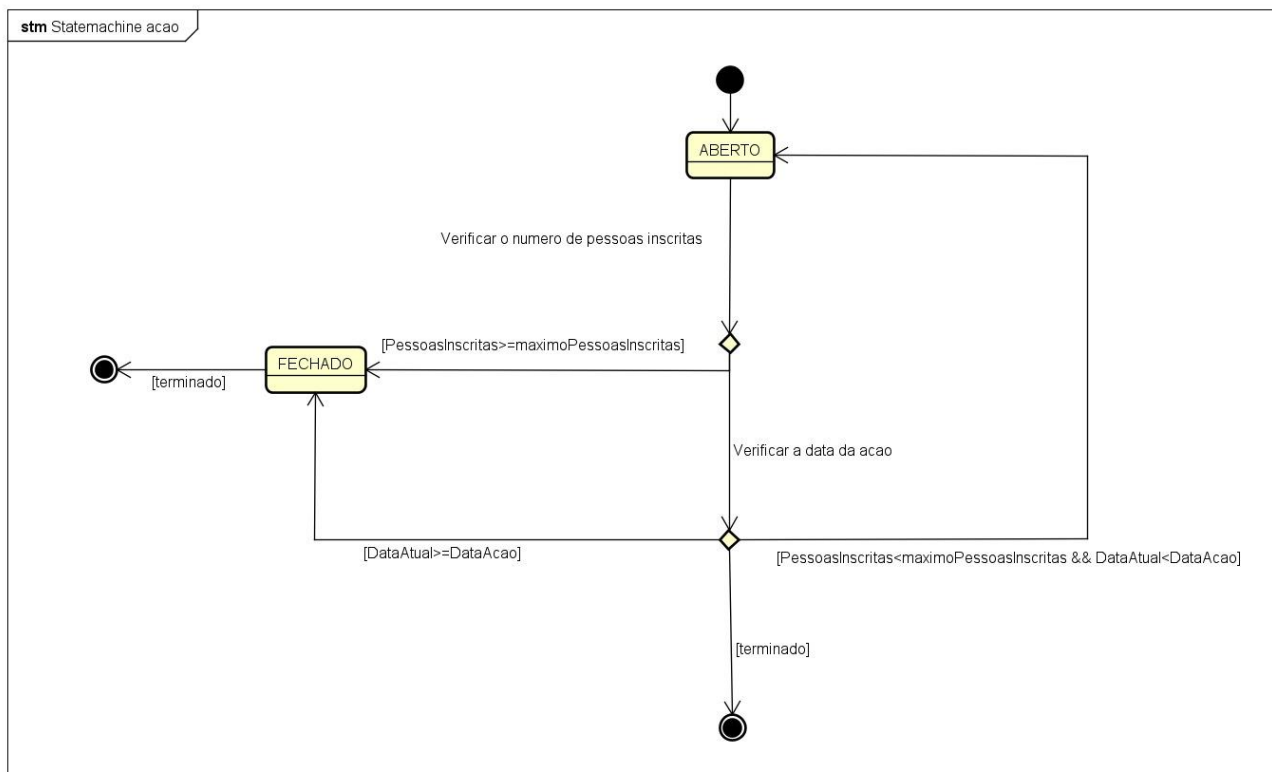 stm Statemachine acao
ABERTO
Verificar o numero de pessoas inscritas
[PessoasInscritas>=maximoPessoasInscritas]
FECHADO
[terminado]
Verificar a data da acao
[DataAtual>=DataAcao]
[PessoasInscritas<maximoPessoasInscritas && DataAtual<DataAcao]
[terminado]